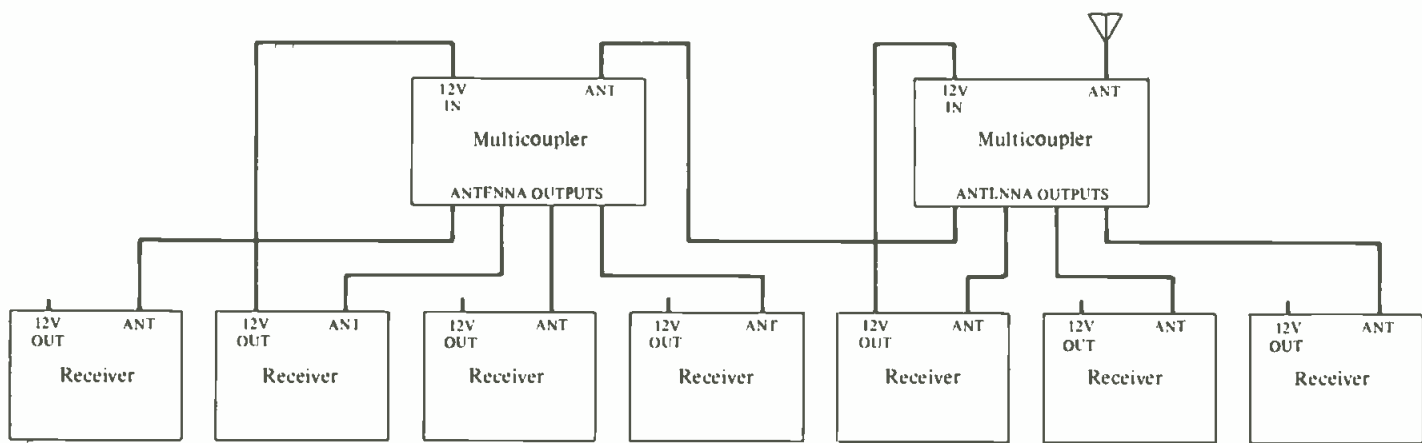 12V ANT
IN
Multicoupler
ANTENNA OUTPUTS
12V ANT
IN
Multicoupler
ANTENNA OUTPUTS
12V ANT
OUT
Receiver
12V ANT
OUT
Receiver
12V ANT
OUT
Receiver
12V ANT
OUT
Receiver
12V ANT
OUT
Receiver
12V ANT
OUT
Receiver
12V ANT
OUT
Receiver